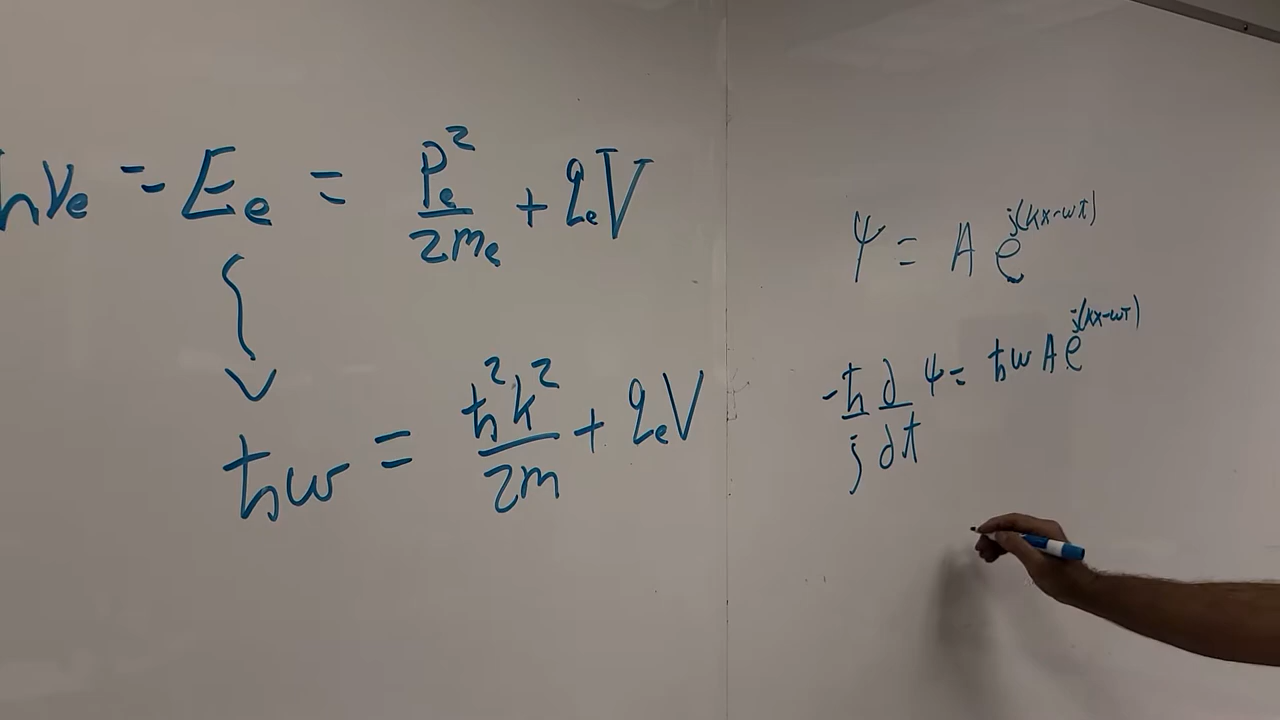 hνₑ = Eₑ = Pₑ²/2mₑ + qₑV
ħω = ħ²k²/2m + qₑV
ψ = A e^j(kx-ωt)
-ħ/j ∂/∂t ψ = ħω A e^j(kx-ωt)